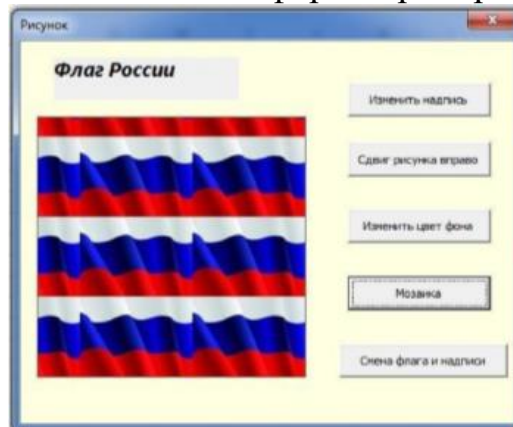 Рисунок
Флаг России
Изменить надпись
Сдвиг рисунка вправо
Изменить цвет фона
Мозаика
Смена флага и надписи